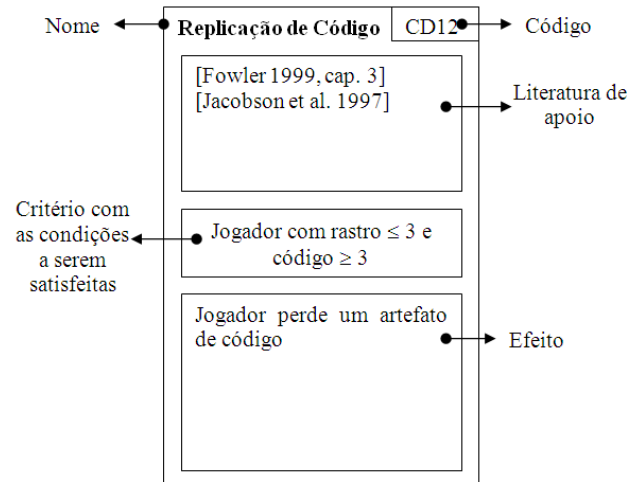 Nome
Replicação de Código
CD12
Código
[Fowler 1999, cap. 3]
[Jacobson et al. 1997]
Literatura de
apoio
Critério com
as condições
a serem
satisfeitas
Jogador com rastro ≤ 3 e
código ≥ 3
Jogador perde um artefato
de código
Efeito